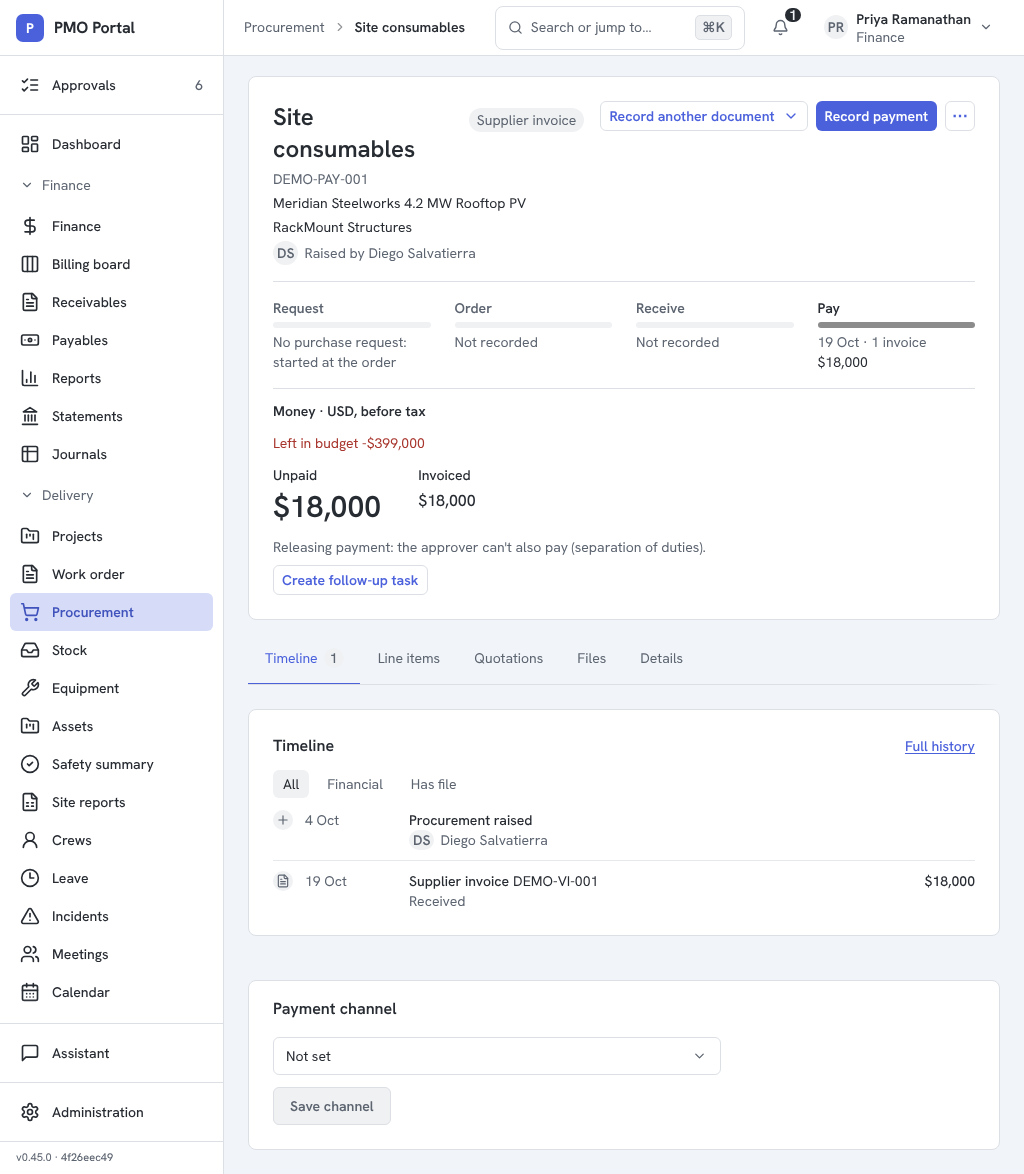 P PMO Portal
Procurement > Site consumables
Search or jump to... ⌘K
1
PR Priya Ramanathan
Finance
Approvals 6
Dashboard
Finance
Finance
Billing board
Receivables
Payables
Reports
Statements
Journals
Delivery
Projects
Work order
Procurement
Stock
Equipment
Assets
Safety summary
Site reports
Crews
Leave
Incidents
Meetings
Calendar
Assistant
Administration
v0.45.0 · 4f26eec49
Site consumables
Supplier invoice
Record another document
Record payment
DEMO-PAY-001
Meridian Steelworks 4.2 MW Rooftop PV
RackMount Structures
DS Raised by Diego Salvatierra
Request
No purchase request:
started at the order
Order
Not recorded
Receive
Not recorded
Pay
19 Oct · 1 invoice
$18,000
Money · USD, before tax
Left in budget -$399,000
Unpaid
$18,000
Invoiced
$18,000
Releasing payment: the approver can't also pay (separation of duties).
Create follow-up task
Timeline 1 Line items Quotations Files Details
Timeline
Full history
All Financial Has file
4 Oct Procurement raised
DS Diego Salvatierra
19 Oct Supplier invoice DEMO-VI-001 $18,000
Received
Payment channel
Not set
Save channel